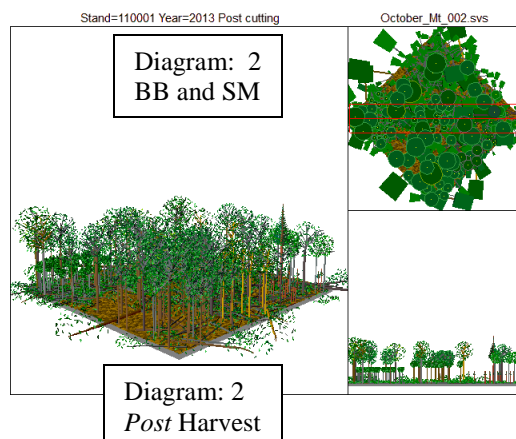 Stand=110001 Year=2013 Post cutting
October_Mt_002.svs
Diagram:  2
BB and SM
Diagram: 2
Post Harvest